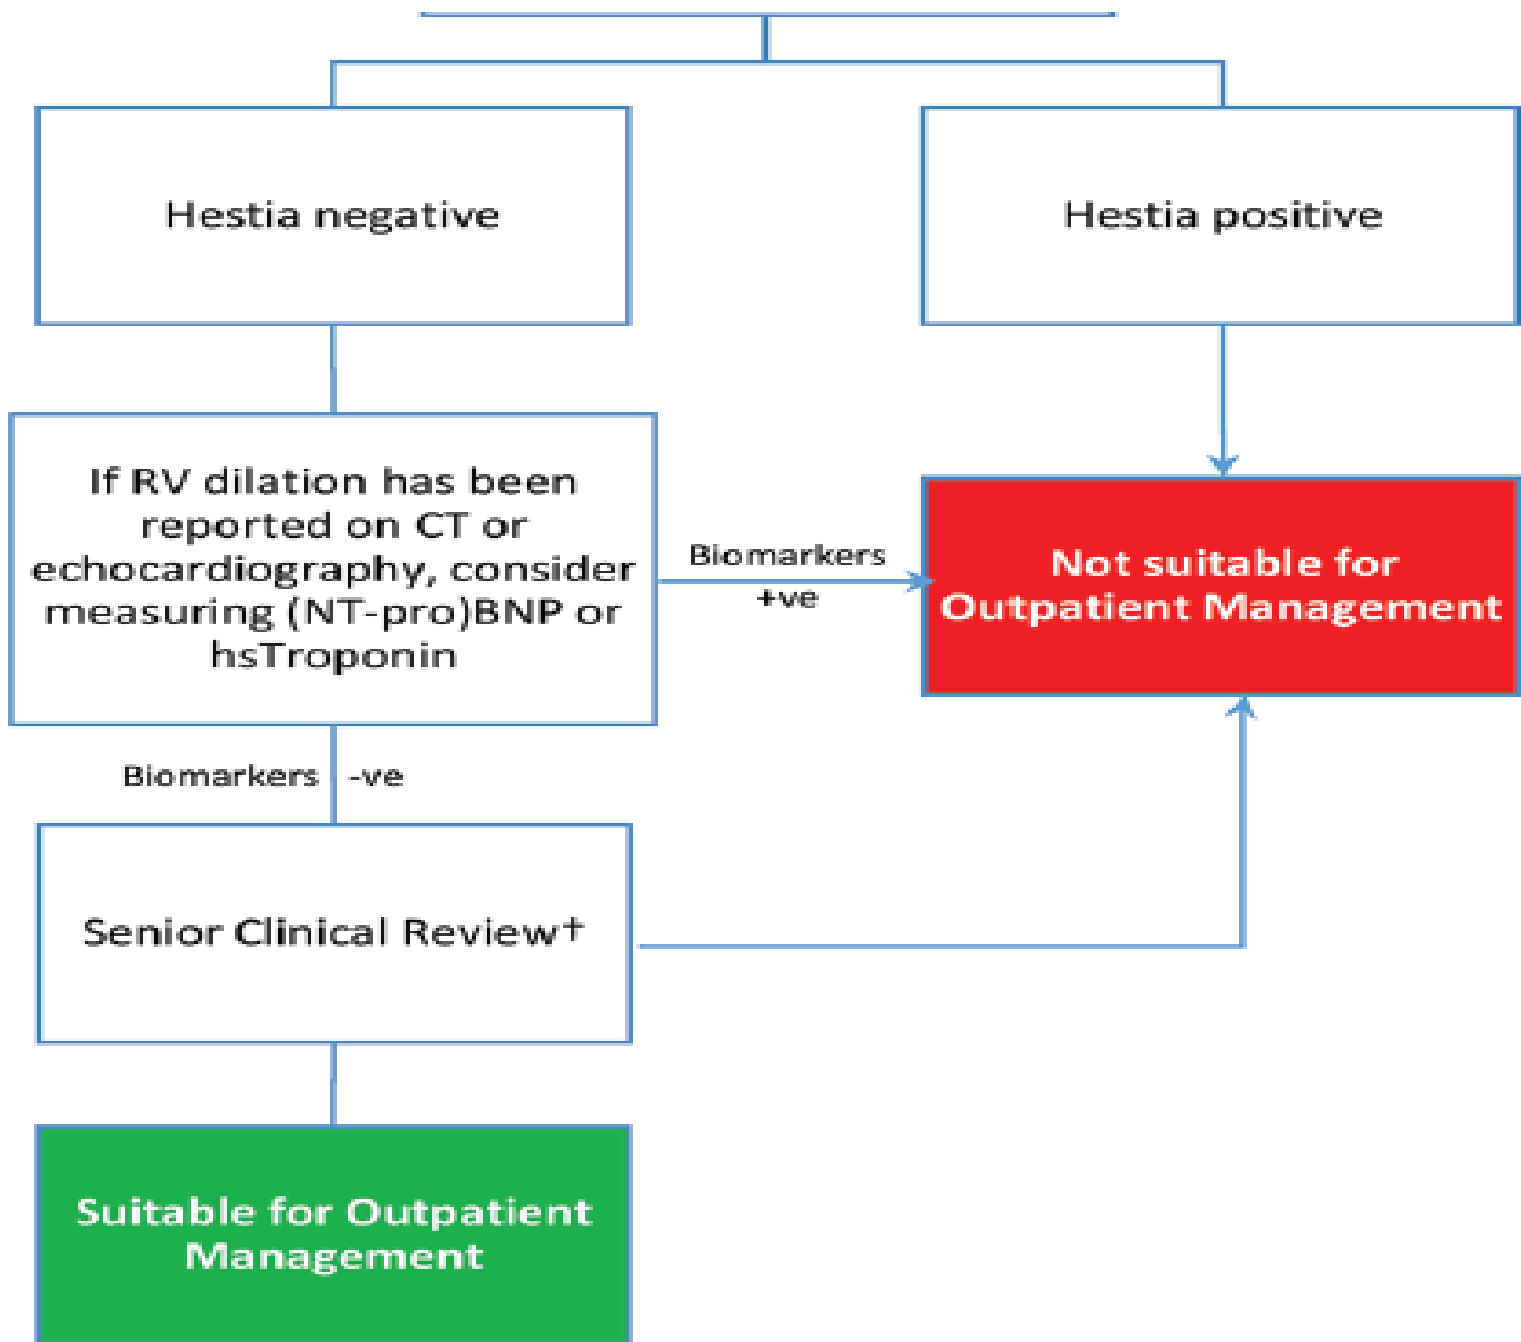 Hestia negative
Hestia positive
If RV dilation has been
reported on CT or
echocardiography, consider
measuring (NT-pro)BNP or
hsTroponin
Biomarkers
+ve
Not suitable for
Outpatient Management
Biomarkers -ve
Senior Clinical Review†
Suitable for Outpatient
Management